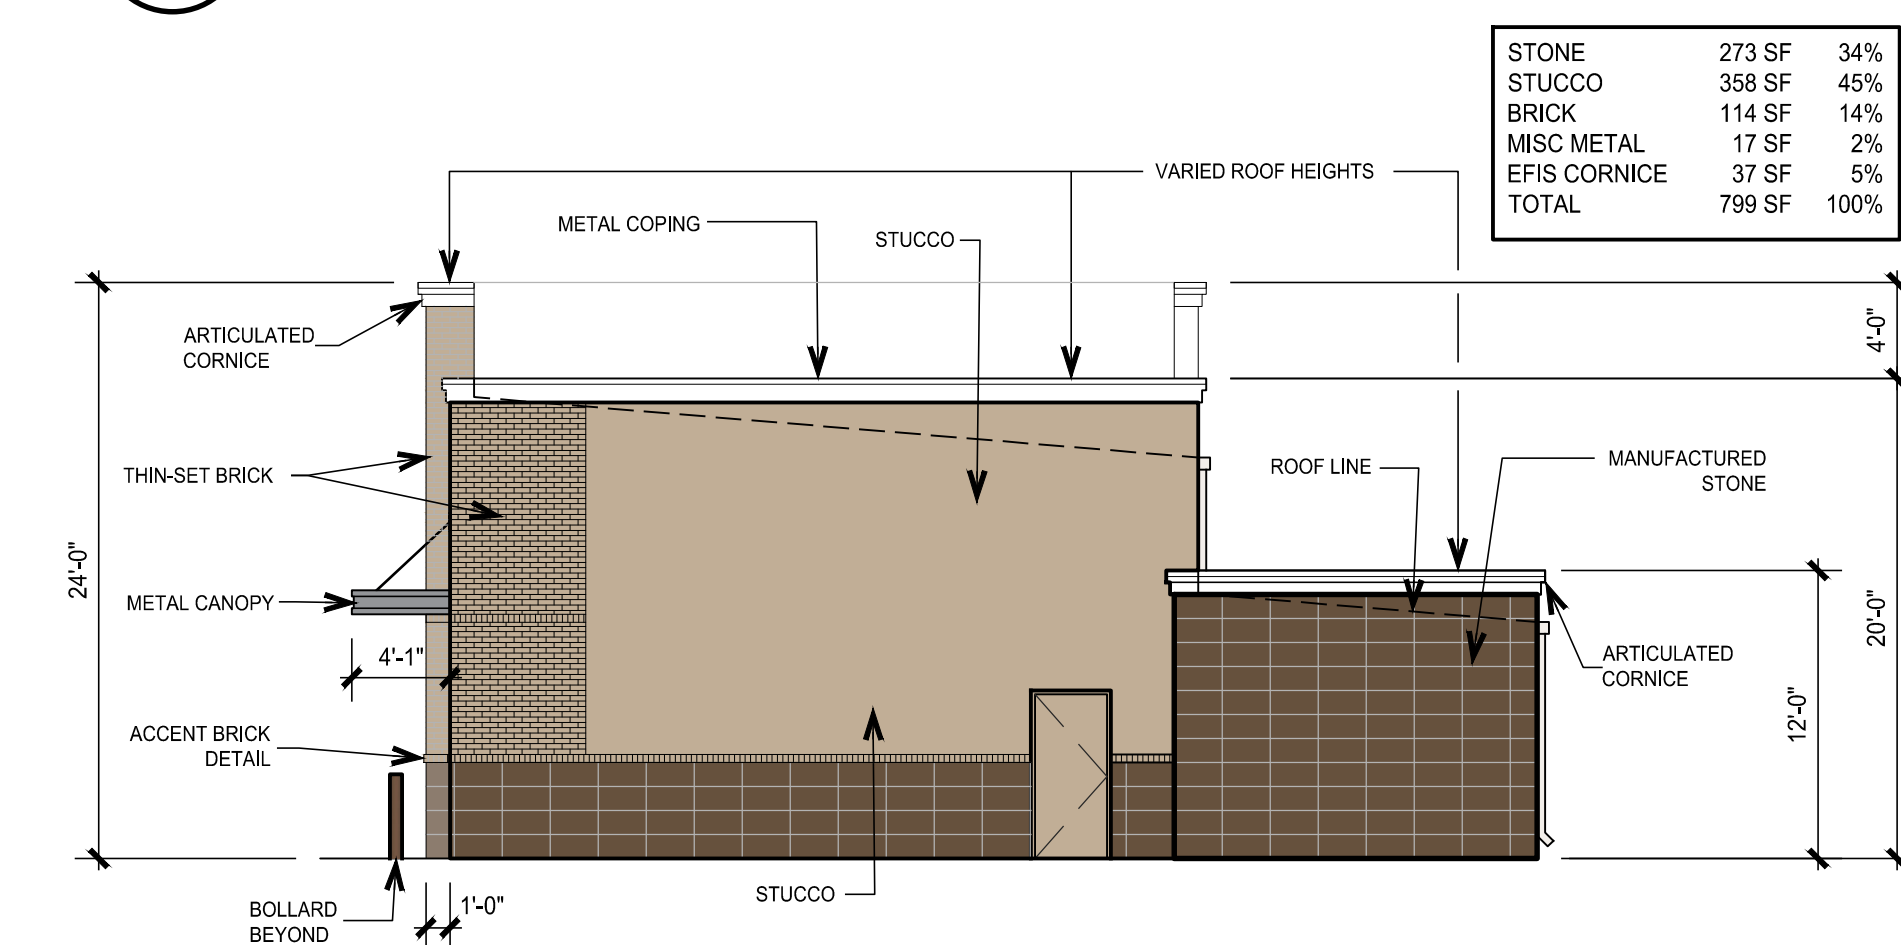 STONE 273 SF 34%
STUCCO 358 SF 45%
BRICK 114 SF 14%
MISC METAL 17 SF 2%
EFIS CORNICE 37 SF 5%
TOTAL 799 SF 100%
VARIED ROOF HEIGHTS
METAL COPING
STUCCO
ARTICULATED
CORNICE
4'-0"
THIN-SET BRICK
ROOF LINE
MANUFACTURED
STONE
24'-0"
METAL CANOPY
20'-0"
4'-1"
ARTICULATED
CORNICE
12'-0"
ACCENT BRICK
DETAIL
STUCCO
1'-0"
BOLLARD
BEYOND